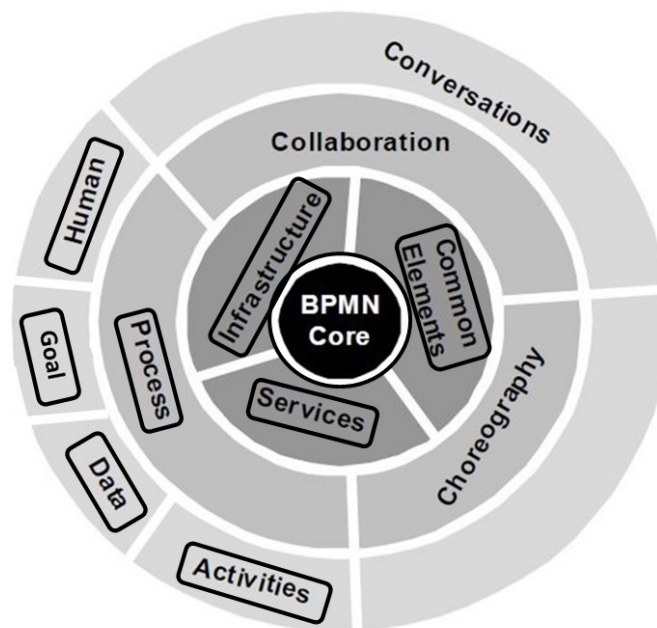 Conversations
Collaboration
Human
Infrastructure
Common
Elements
BPMN
Core
Goal
Process
Services
Choreography
Data
Activities